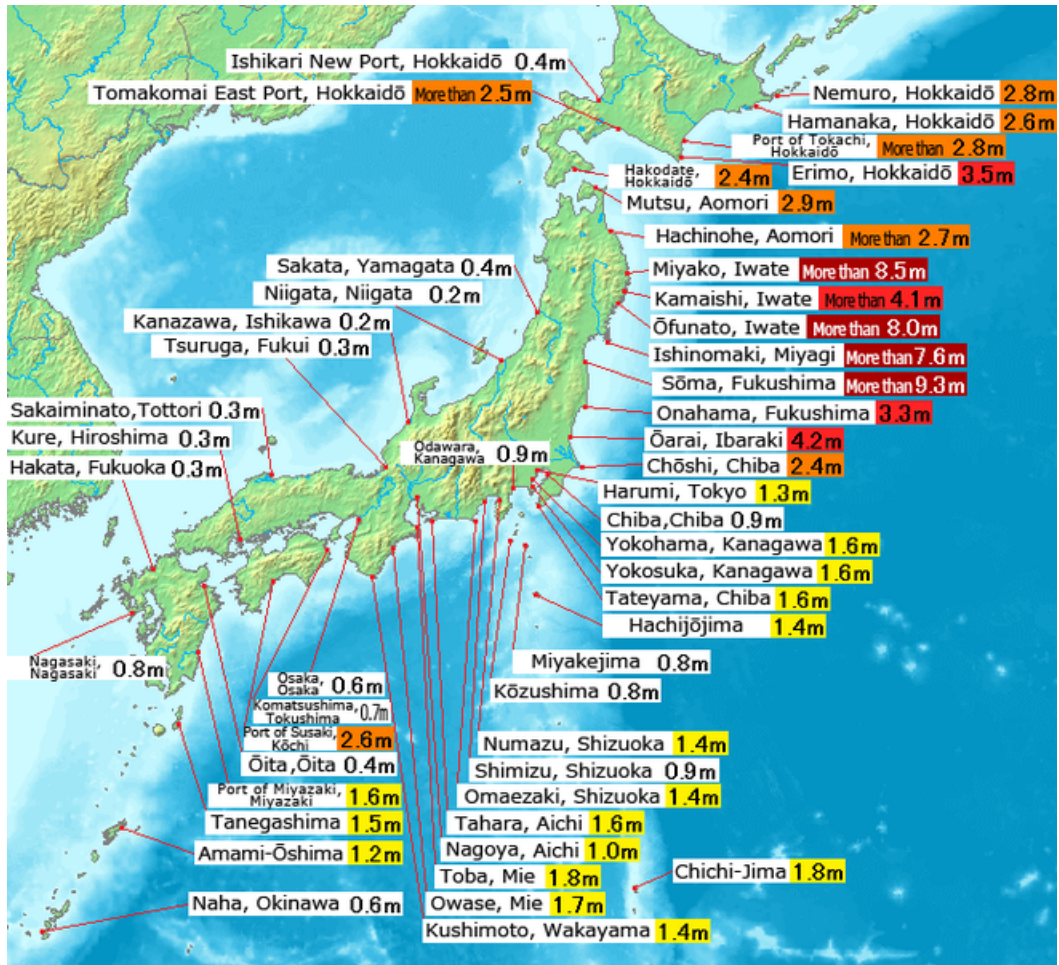 Ishikari New Port, Hokkaidō 0.4m
Tomakomai East Port, Hokkaidō More than 2.5m
Nemuro, Hokkaidō 2.8m
Hamanaka, Hokkaidō 2.6m
Port of Tokachi,
Hokkaidō More than 2.8m
Erimo, Hokkaidō 3.5m
Hakodate,
Hokkaidō 2.4m
Mutsu, Aomori 2.9m
Hachinohe, Aomori More than 2.7m
Sakata, Yamagata 0.4m
Miyako, Iwate More than 8.5m
Niigata, Niigata 0.2m
Kamaishi, Iwate More than 4.1m
Kanazawa, Ishikawa 0.2m
Ōfunato, Iwate More than 8.0m
Tsuruga, Fukui 0.3m
Ishinomaki, Miyagi More than 7.6m
Sōma, Fukushima More than 9.3m
Sakaiminato,Tottori 0.3m
Onahama, Fukushima 3.3m
Kure, Hiroshima 0.3m
Ōarai, Ibaraki 4.2m
Odawara,
Kanagawa 0.9m
Hakata, Fukuoka 0.3m
Chōshi, Chiba 2.4m
Harumi, Tokyo 1.3m
Chiba,Chiba 0.9m
Yokohama, Kanagawa 1.6m
Yokosuka, Kanagawa 1.6m
Tateyama, Chiba 1.6m
Hachijōjima 1.4m
Nagasaki,
Nagasaki 0.8m
Miyakejima 0.8m
Osaka,
Osaka 0.6m
Kōzushima 0.8m
Komatsushima,
Tokushima 0.7m
Port of Susaki,
Kōchi 2.6m
Numazu, Shizuoka 1.4m
Ōita,Ōita 0.4m
Shimizu, Shizuoka 0.9m
Port of Miyazaki,
Miyazaki 1.6m
Omaezaki, Shizuoka 1.4m
Tanegashima 1.5m
Tahara, Aichi 1.6m
Amami-Ōshima 1.2m
Nagoya, Aichi 1.0m
Toba, Mie 1.8m
Chichi-Jima 1.8m
Naha, Okinawa 0.6m
Owase, Mie 1.7m
Kushimoto, Wakayama 1.4m